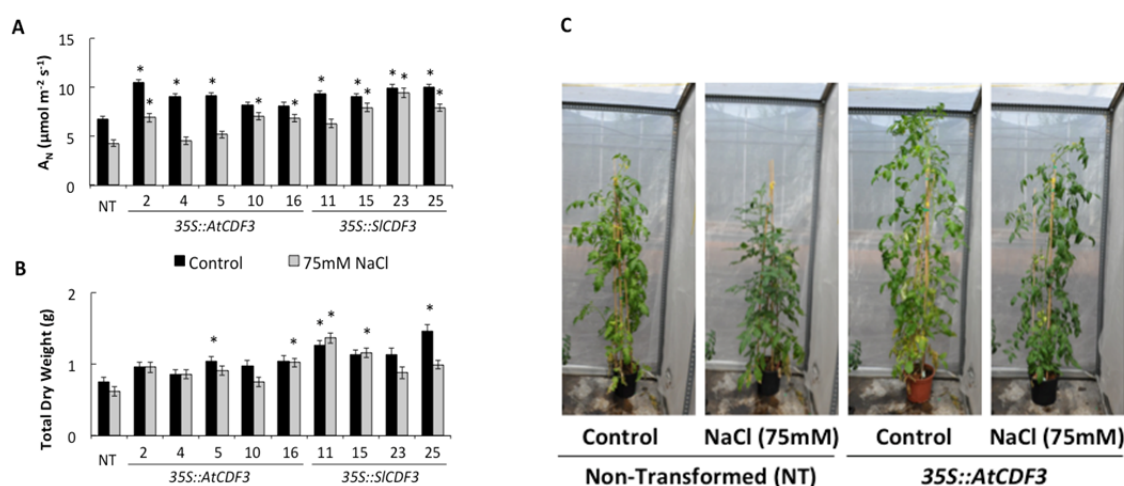 A
15
10
5
0
A_N (µmol m⁻² s⁻¹)
* * * * * * * * * * * * * *
NT 2 4 5 10 16 11 15 23 25
35S::AtCDF3 35S::SlCDF3
Control 75mM NaCl
B
2
1
0
Total Dry Weight (g)
* * * * * *
NT 2 4 5 10 16 11 15 23 25
35S::AtCDF3 35S::SlCDF3
C
Control NaCl (75mM) Control NaCl (75mM)
Non-Transformed (NT) 35S::AtCDF3